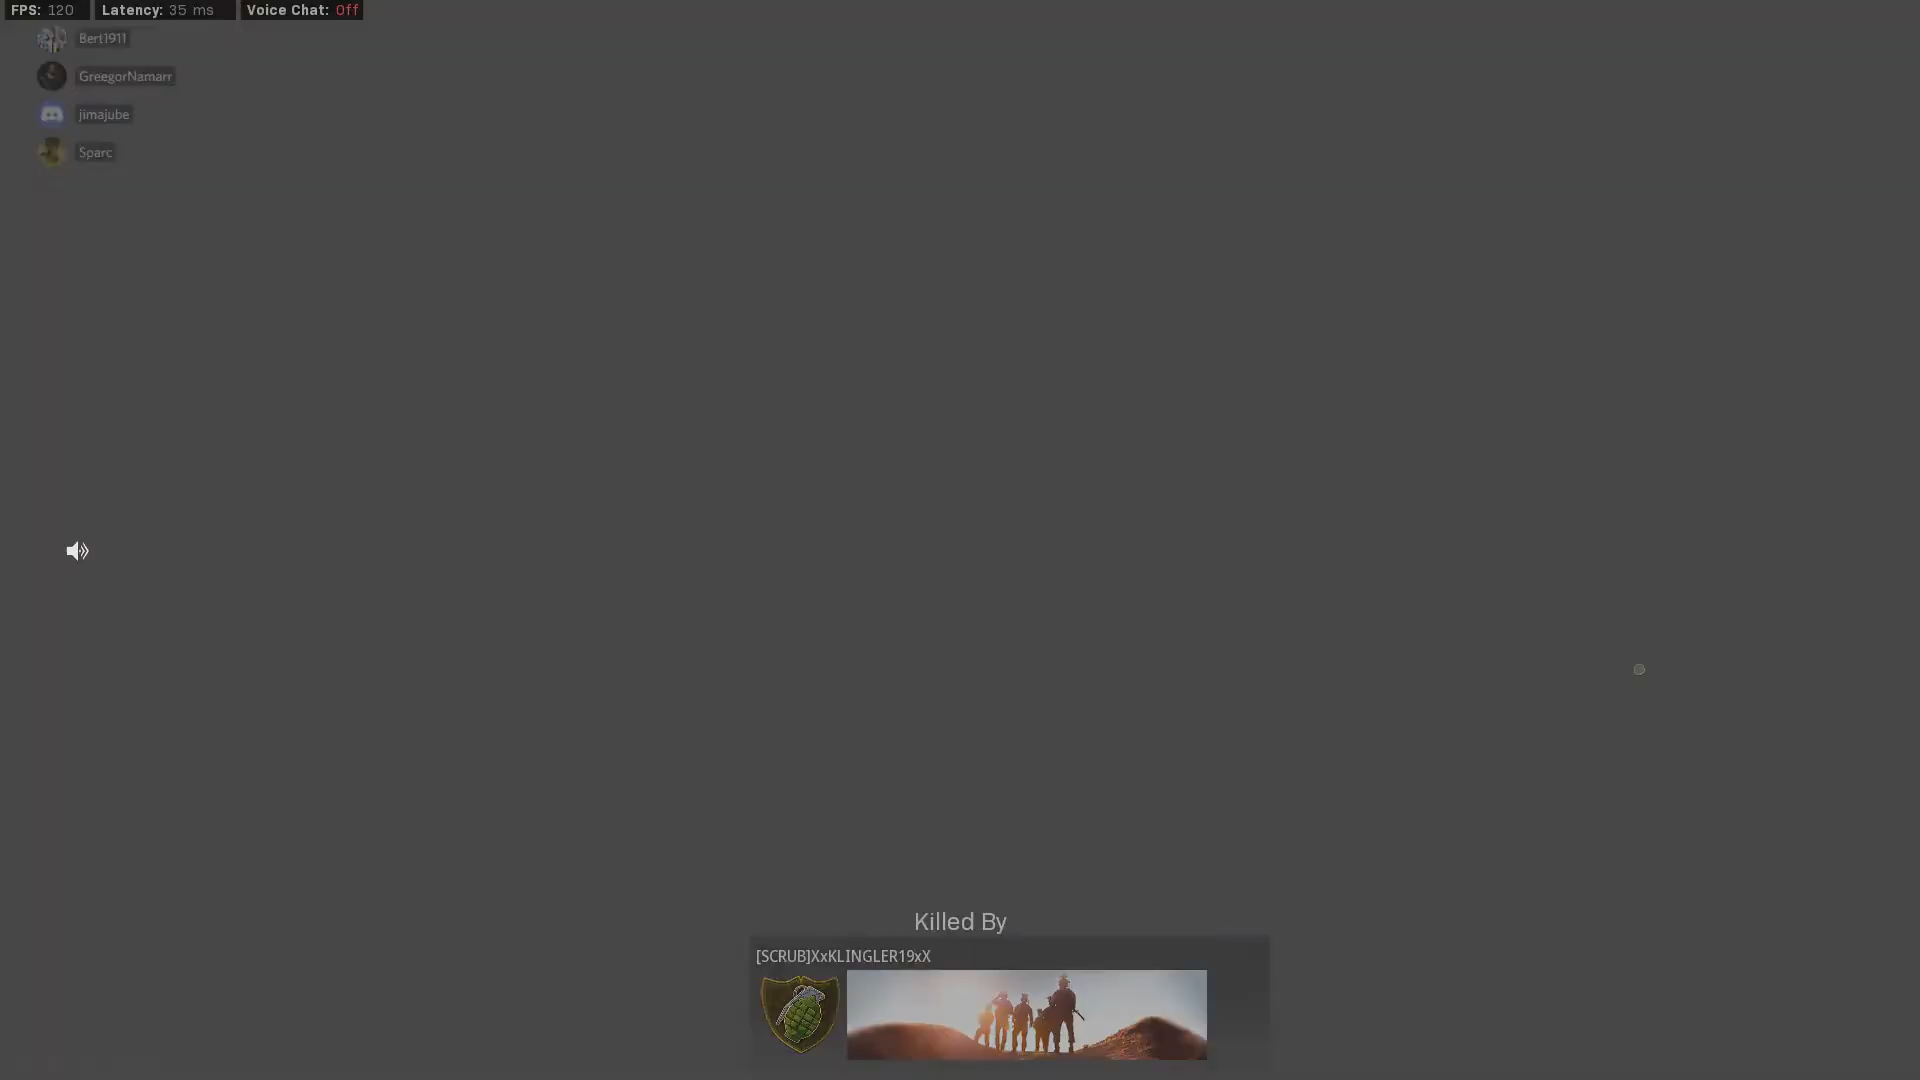 FPS: 120 Latency: 35 ms Voice Chat: Off
Bert1911
GreegorNamarr
jimajube
Sparc
Killed By
[SCRUB]XxKLINGLER19xX